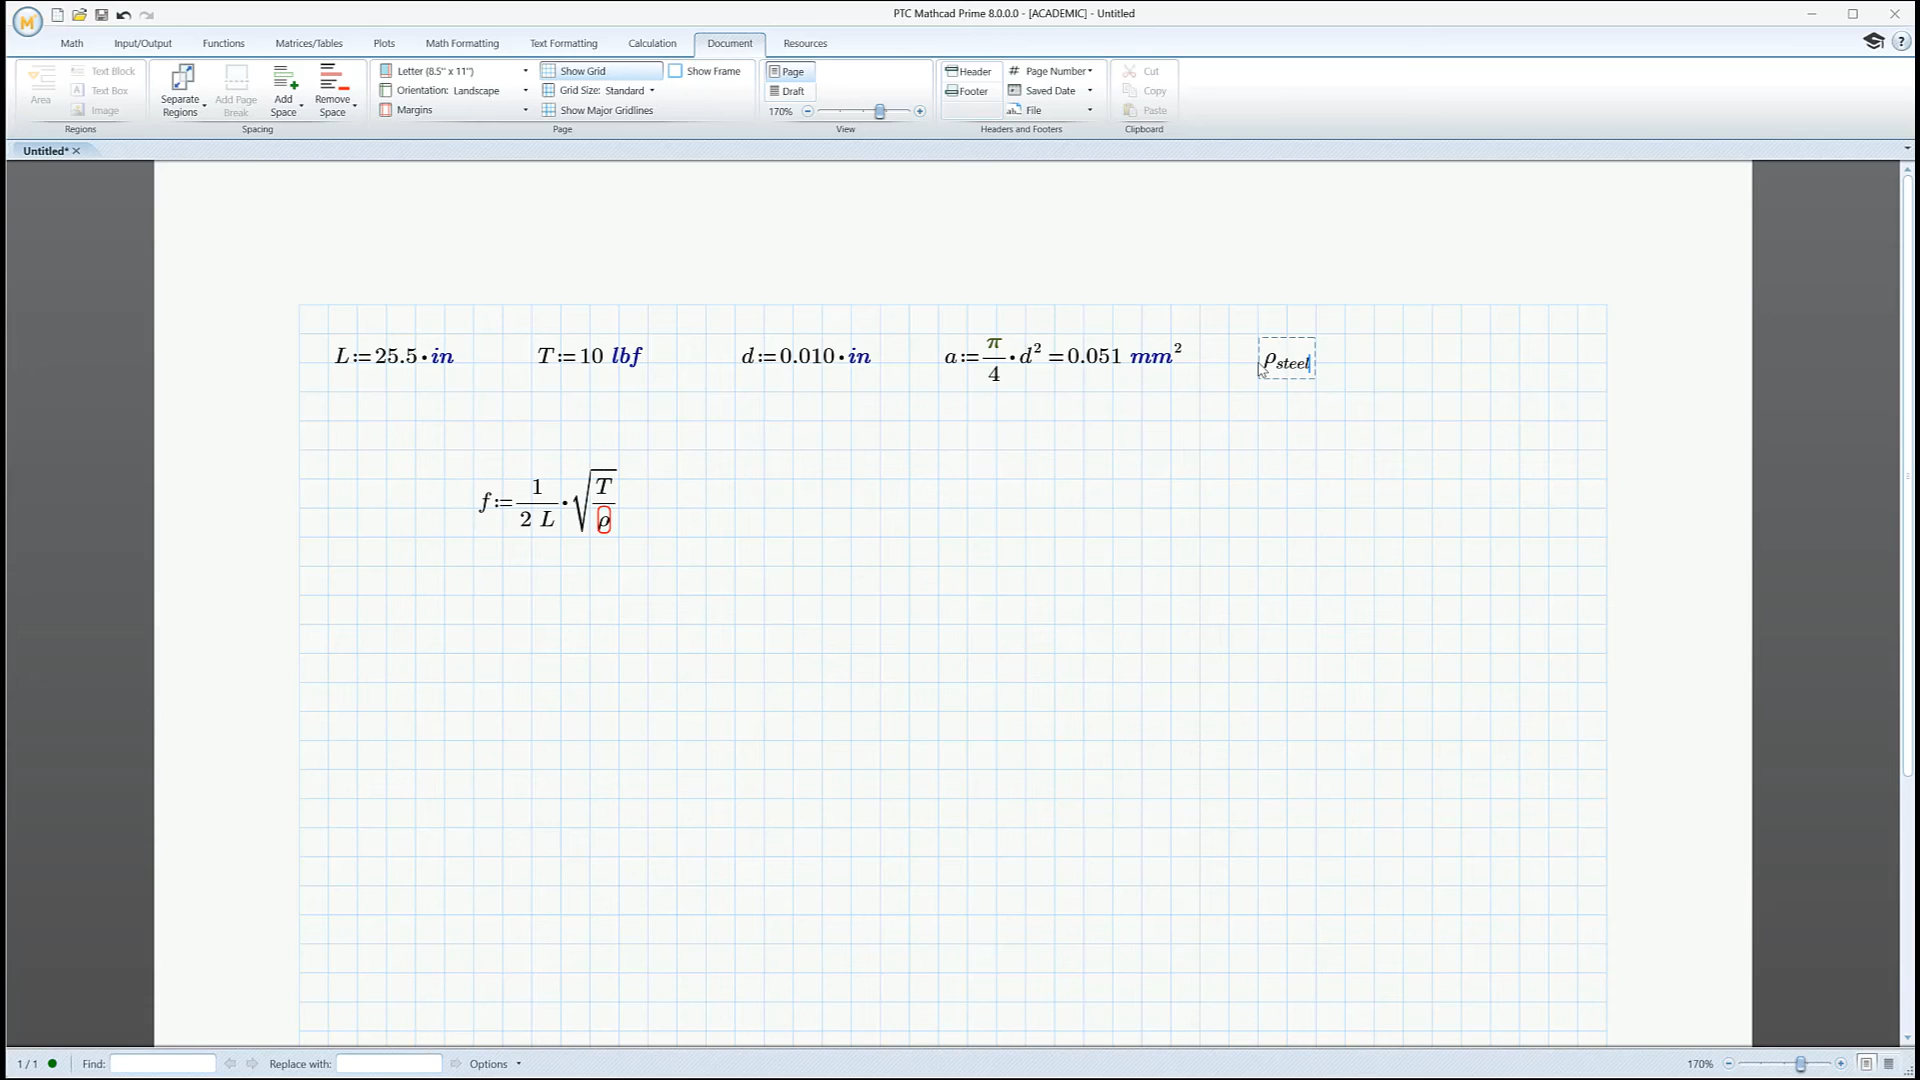 PTC Mathcad Prime 8.0.0.0 - [ACADEMIC] - Untitled
Math Input/Output Functions Matrices/Tables Plots Math Formatting Text Formatting Calculation Document Resources
Area
Text Block
Text Box
Image
Regions
Separate Regions
Add Page Break
Add Space
Remove Space
Spacing
Letter (8.5" x 11")
Orientation: Landscape
Margins
Show Grid
Show Frame
Grid Size: Standard
Show Major Gridlines
Page
Page
Draft
170%
View
Header
Footer
# Page Number
Saved Date
File
Headers and Footers
Cut
Copy
Paste
Clipboard
Untitled*
L:=25.5·in T:=10 lbf d:=0.010·in a:=π/4·d²=0.051 mm² ρsteel
f:=1/(2 L)·√(T/ρ)
1 / 1 Find: Replace with: Options 170%